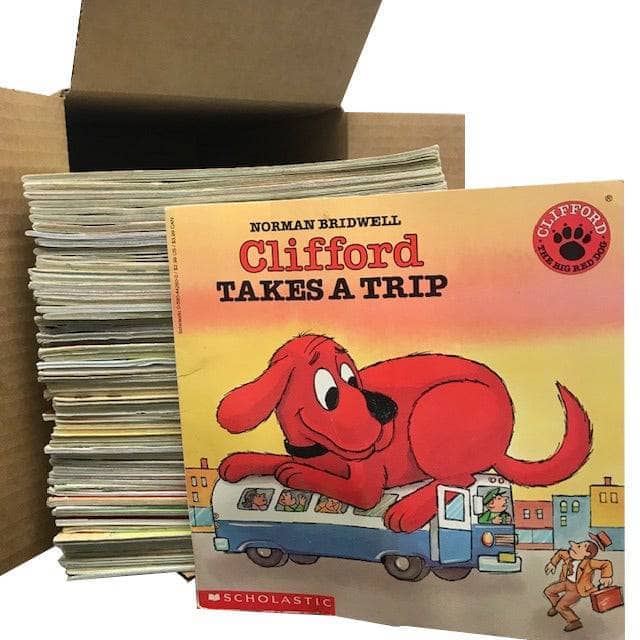 NORMAN BRIDWELL
Clifford
TAKES A TRIP
CLIFFORD
THE BIG RED DOG
®
SCHOLASTIC